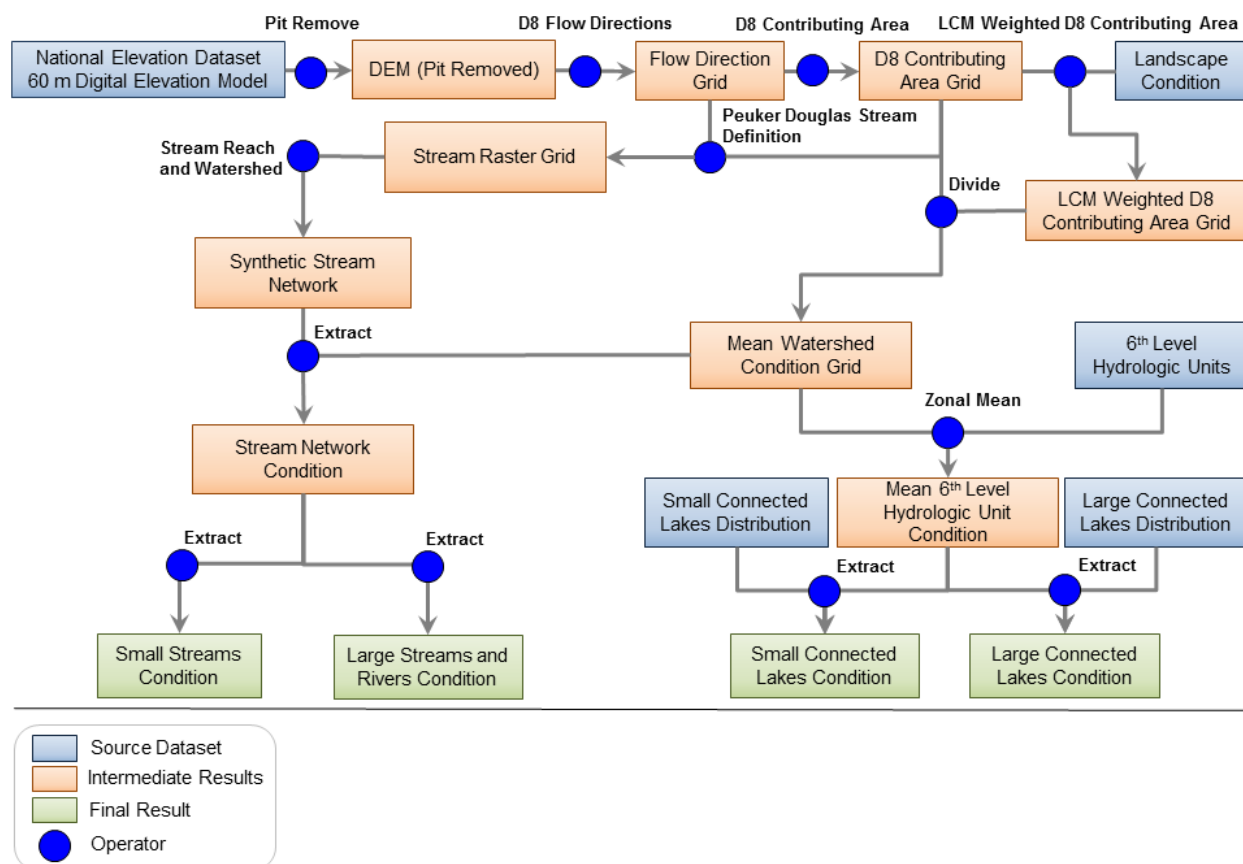 Pit Remove
D8 Flow Directions
D8 Contributing Area
LCM Weighted D8 Contributing Area
National Elevation Dataset
60 m Digital Elevation Model
DEM (Pit Removed)
Flow Direction
Grid
D8 Contributing
Area Grid
Landscape
Condition
Peuker Douglas Stream
Definition
Stream Reach
and Watershed
Stream Raster Grid
Divide
LCM Weighted D8
Contributing Area Grid
Synthetic Stream
Network
Extract
Mean Watershed
Condition Grid
6th Level
Hydrologic Units
Zonal Mean
Stream Network
Condition
Small Connected
Lakes Distribution
Mean 6th Level
Hydrologic Unit
Condition
Large Connected
Lakes Distribution
Extract
Extract
Extract
Extract
Small Streams
Condition
Large Streams and
Rivers Condition
Small Connected
Lakes Condition
Large Connected
Lakes Condition
Source Dataset
Intermediate Results
Final Result
Operator